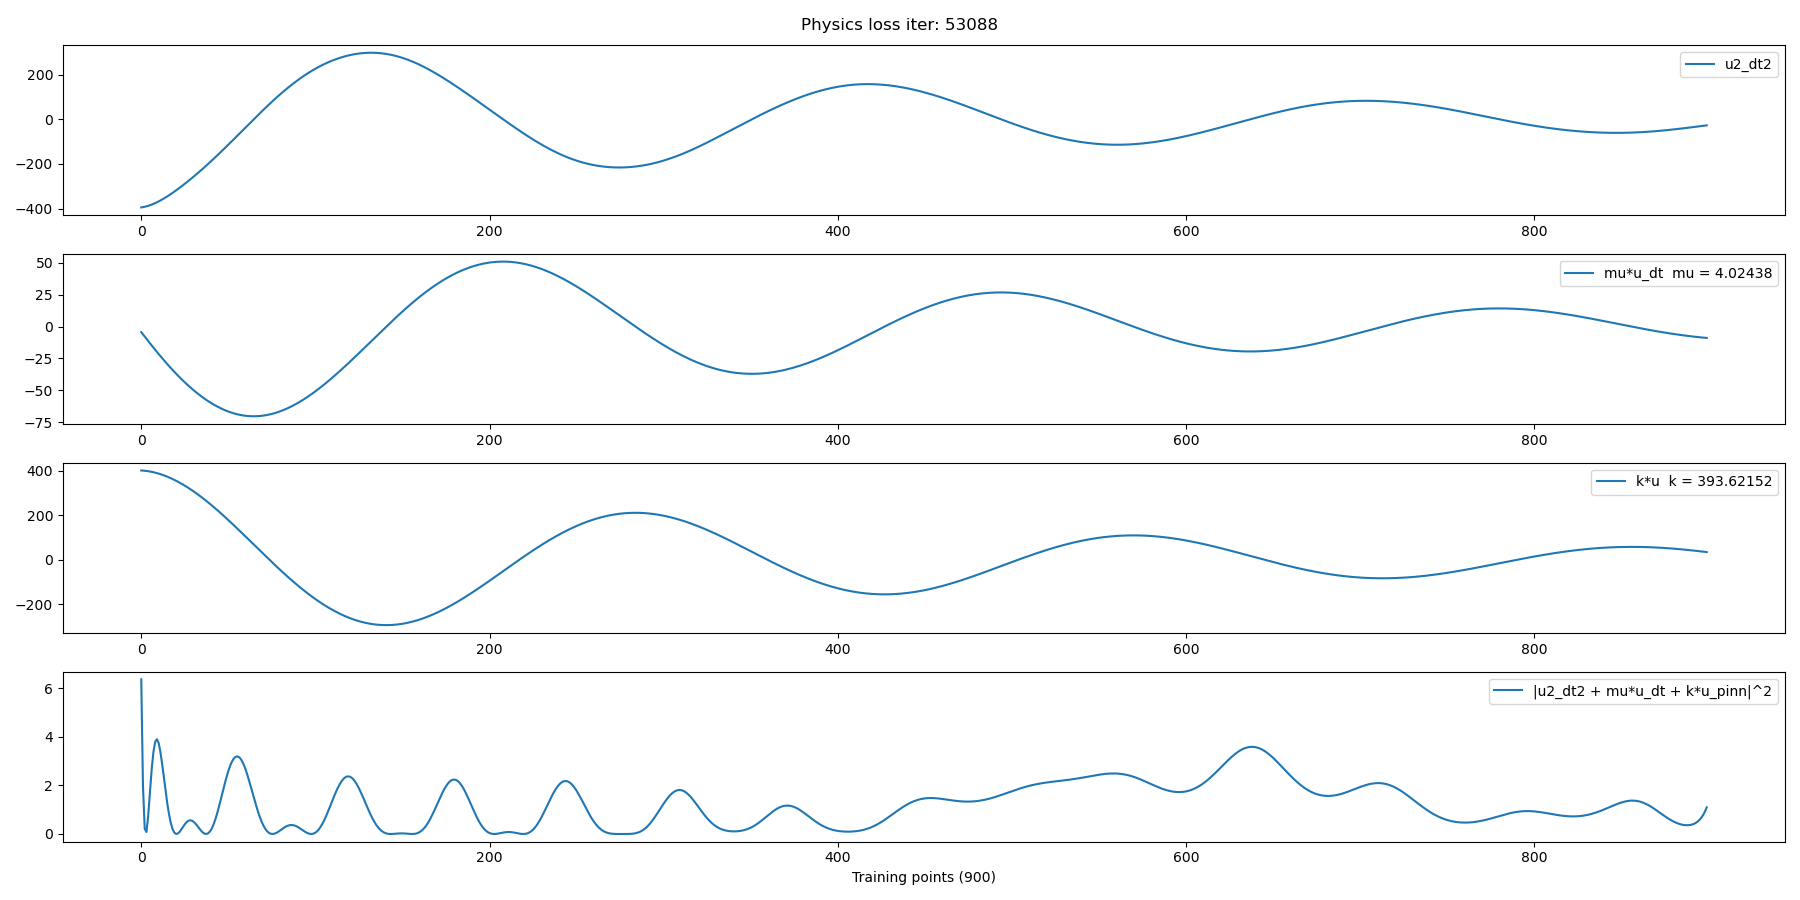 Physics loss iter: 53088
u2_dt2
200
0
−200
−400
0 200 400 600 800
mu*u_dt mu = 4.02438
50
25
0
−25
−50
−75
0 200 400 600 800
k*u k = 393.62152
400
200
0
−200
0 200 400 600 800
|u2_dt2 + mu*u_dt + k*u_pinn|^2
6
4
2
0
0 200 400 600 800
Training points (900)